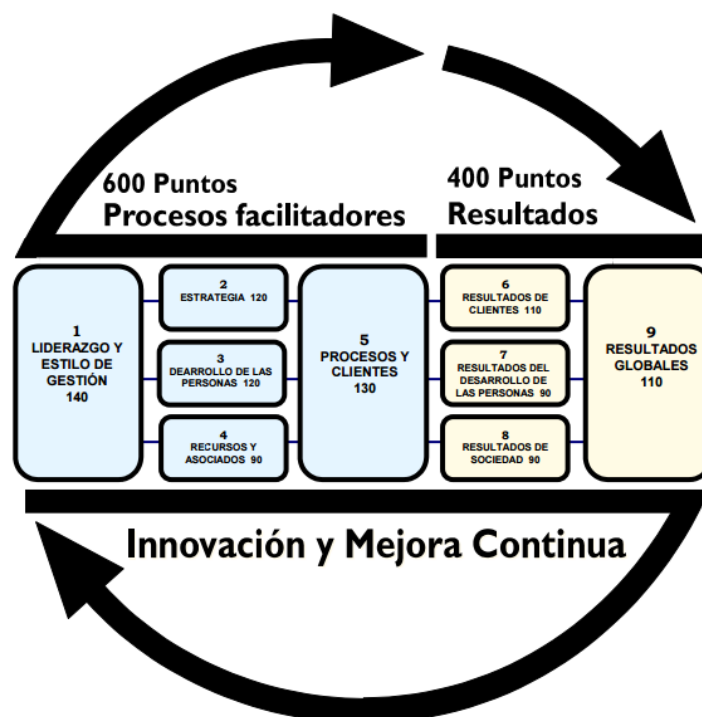 600 Puntos
Procesos facilitadores
400 Puntos
Resultados
1
LIDERAZGO Y
ESTILO DE
GESTIÓN
140
2
ESTRATEGIA 120
3
DEARROLLO DE LAS
PERSONAS 120
4
RECURSOS Y
ASOCIADOS 90
5
PROCESOS Y
CLIENTES
130
6
RESULTADOS DE
CLIENTES 110
7
RESULTADOS DEL
DESARROLLO DE
LAS PERSONAS 90
8
RESULTADOS DE
SOCIEDAD 90
9
RESULTADOS
GLOBALES
110
Innovación y Mejora Continua